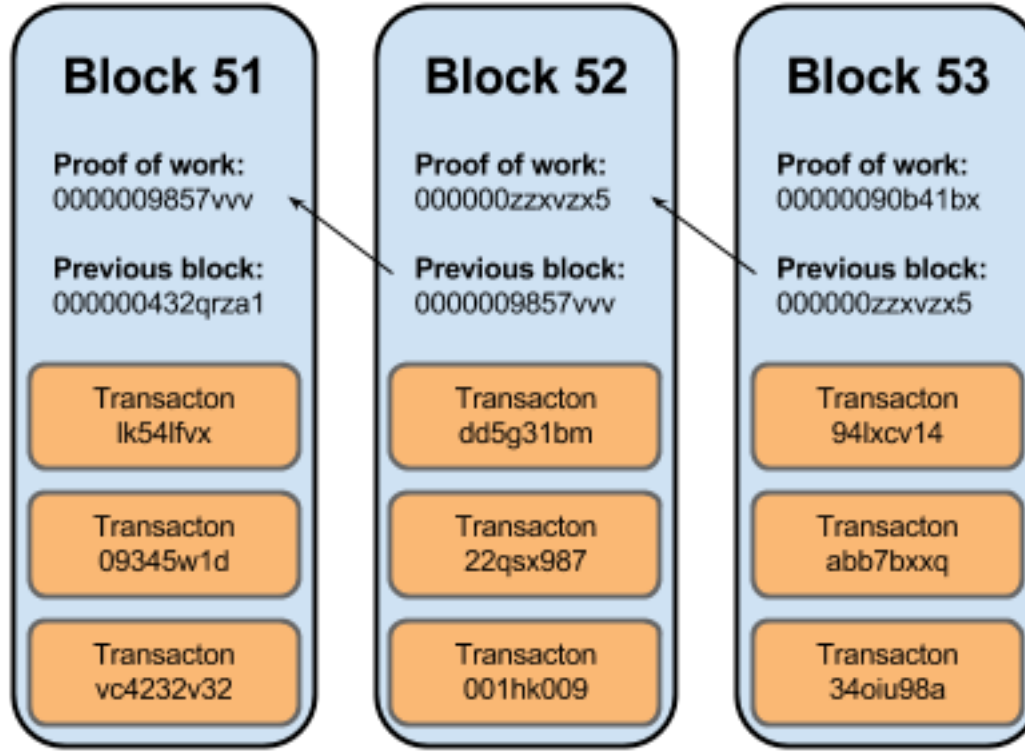 Block 51
Proof of work:
0000009857vvv
Previous block:
000000432qrza1
Transacton
lk54lfvx
Transacton
09345w1d
Transacton
vc4232v32
Block 52
Proof of work:
000000zzxvzx5
Previous block:
0000009857vvv
Transacton
dd5g31bm
Transacton
22qsx987
Transacton
001hk009
Block 53
Proof of work:
00000090b41bx
Previous block:
000000zzxvzx5
Transacton
94lxcv14
Transacton
abb7bxxq
Transacton
34oiu98a